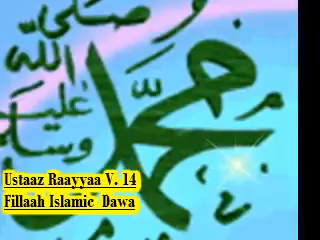 صلى
الله
عليه
وسلم
محمد
Ustaaz Raayyaa V. 14
Fillaah Islamic Dawa